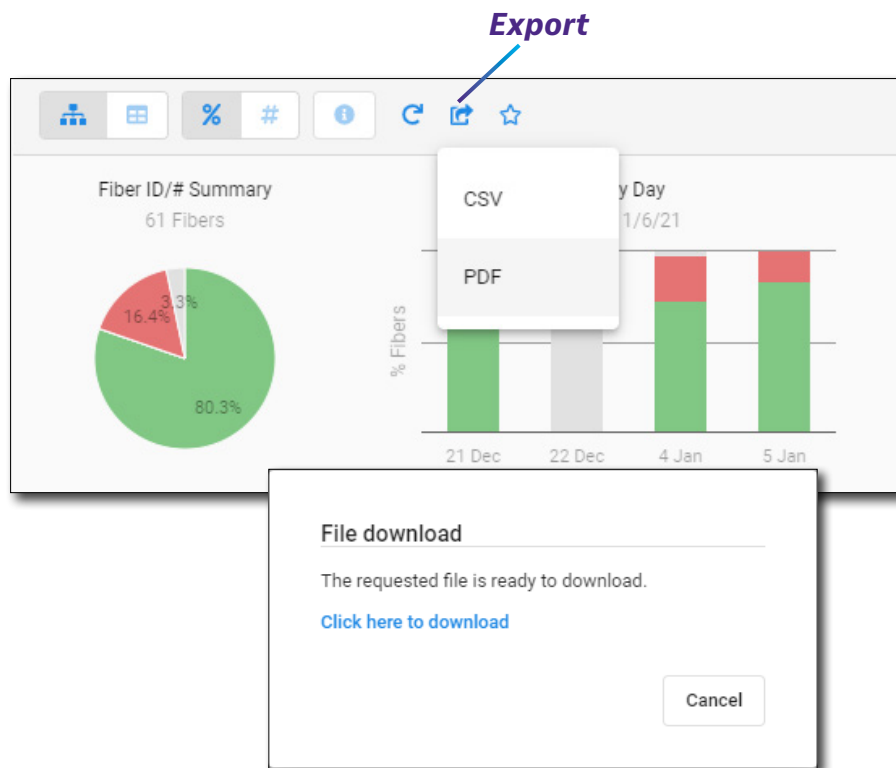 Export
%
#
Fiber ID/# Summary
61 Fibers
CSV
PDF
y Day
1/6/21
3.3%
16.4%
80.3%
% Fibers
21 Dec
22 Dec
4 Jan
5 Jan
File download
The requested file is ready to download.
Click here to download
Cancel